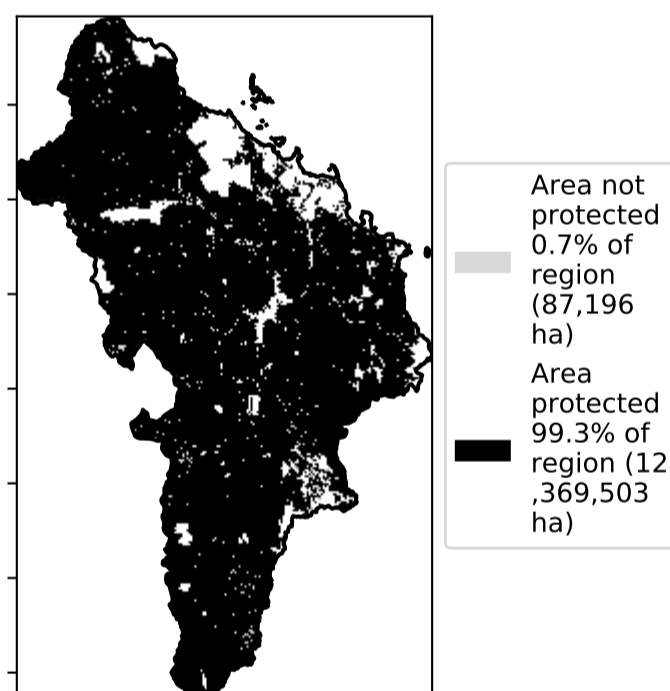 Area not
protected
0.7% of
region
(87,196
ha)
Area
protected
99.3% of
region (12
,369,503
ha)